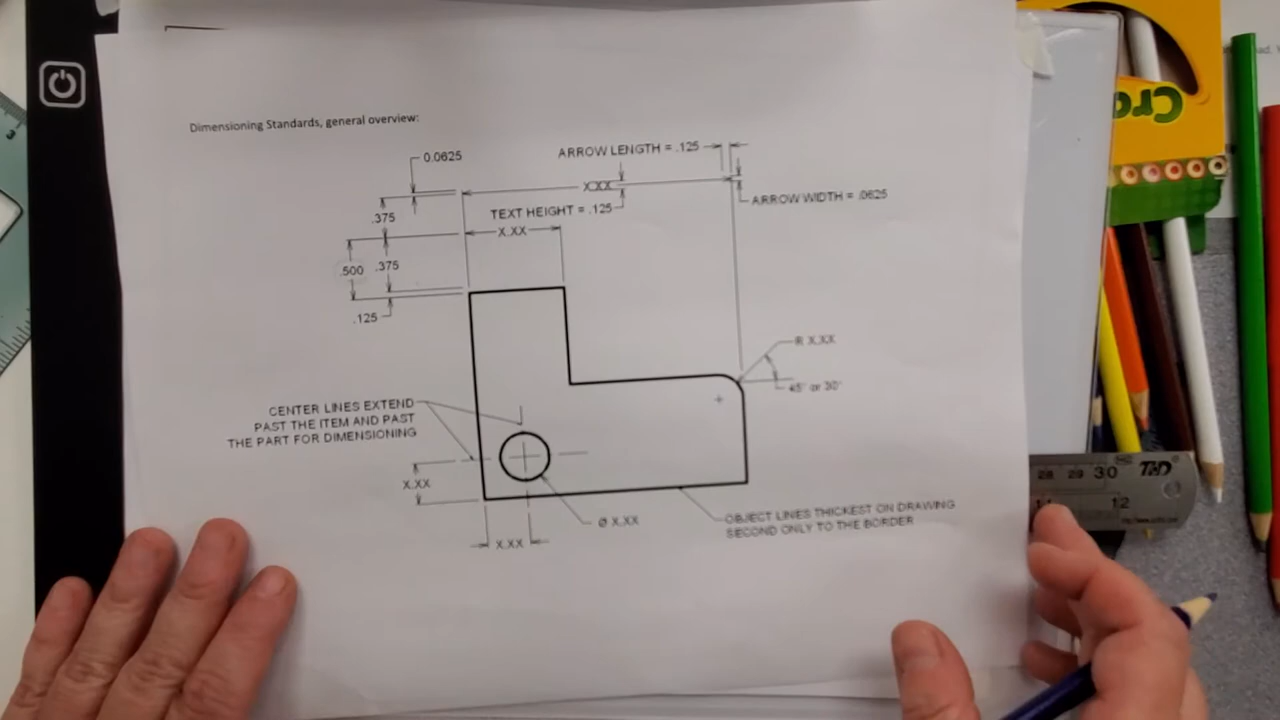 Dimensioning Standards, general overview:
0.0625
ARROW LENGTH = .125
X.XX
.375
TEXT HEIGHT = .125
ARROW WIDTH = .0625
X.XX
.500
.375
.125
R X.XX
45° or 30°
CENTER LINES EXTEND
PAST THE ITEM AND PAST
THE PART FOR DIMENSIONING
X.XX
Ø X.XX
X.XX
OBJECT LINES THICKEST ON DRAWING
SECOND ONLY TO THE BORDER
Cra
28 29 30
11 12
3